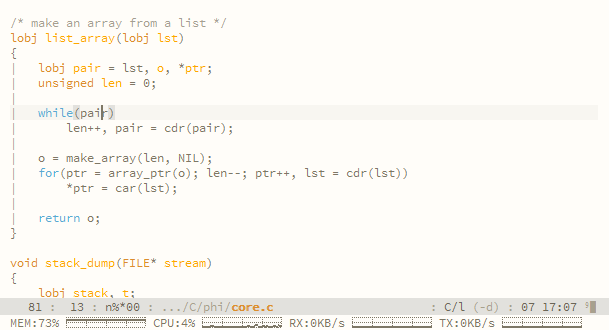 /* make an array from a list */
lobj list_array(lobj lst)
{
    lobj pair = lst, o, *ptr;
    unsigned len = 0;
    while(pair)
        len++, pair = cdr(pair);
    o = make_array(len, NIL);
    for(ptr = array_ptr(o); len--; ptr++, lst = cdr(lst))
        *ptr = car(lst);
    return o;
}
void stack_dump(FILE* stream)
{
    lobj stack, t;
81 :  13 : n%*00 : .../C/phi/core.c : C/l (-d) : 07 17:07
MEM:73% CPU:4% RX:0KB/s TX:0KB/s